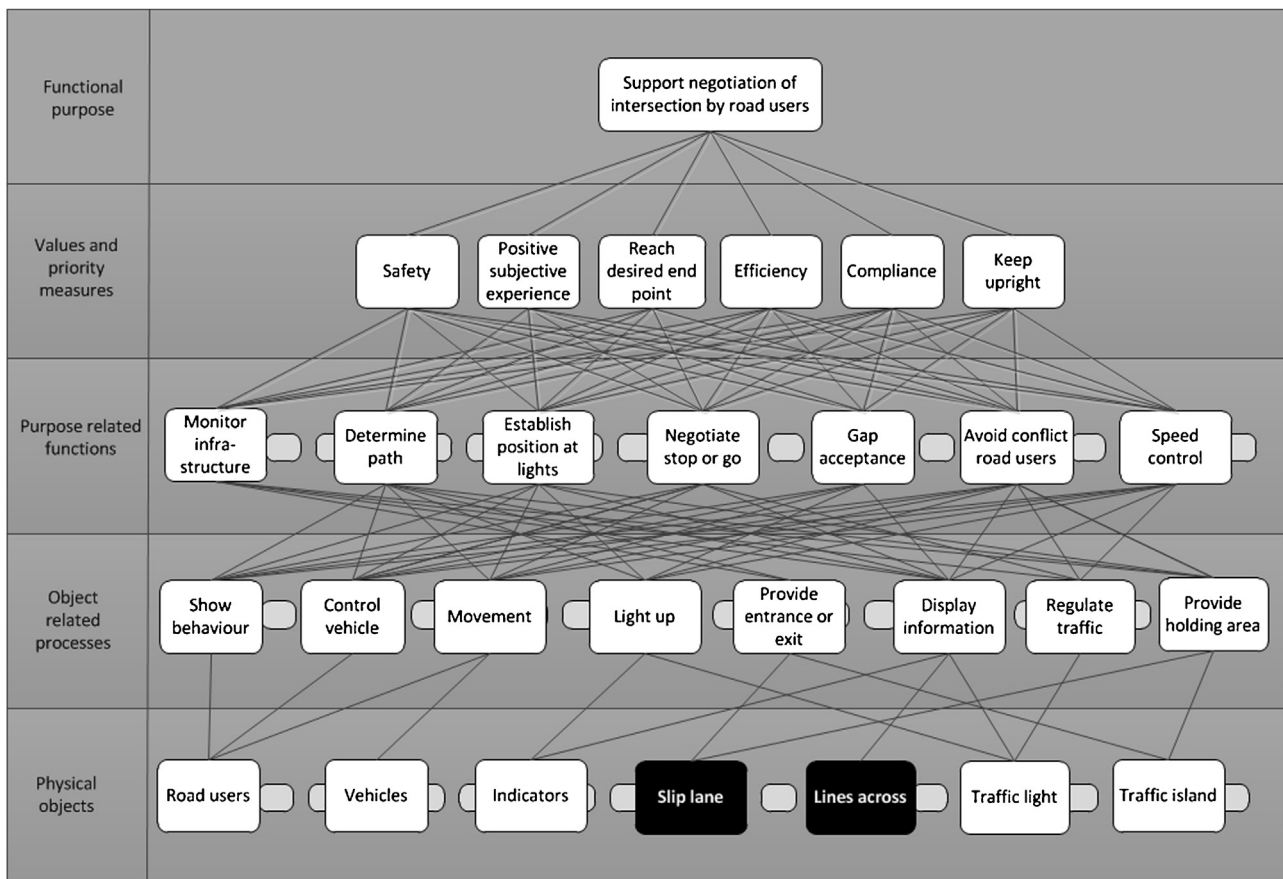 Functional
purpose
Support negotiation of
intersection by road users
Values and
priority
measures
Safety
Positive
subjective
experience
Reach
desired end
point
Efficiency
Compliance
Keep
upright
Purpose related
functions
Monitor
infra-
structure
Determine
path
Establish
position at
lights
Negotiate
stop or go
Gap
acceptance
Avoid conflict
road users
Speed
control
Object
related
processes
Show
behaviour
Control
vehicle
Movement
Light up
Provide
entrance or
exit
Display
information
Regulate
traffic
Provide
holding area
Physical
objects
Road users
Vehicles
Indicators
Slip lane
Lines across
Traffic light
Traffic island